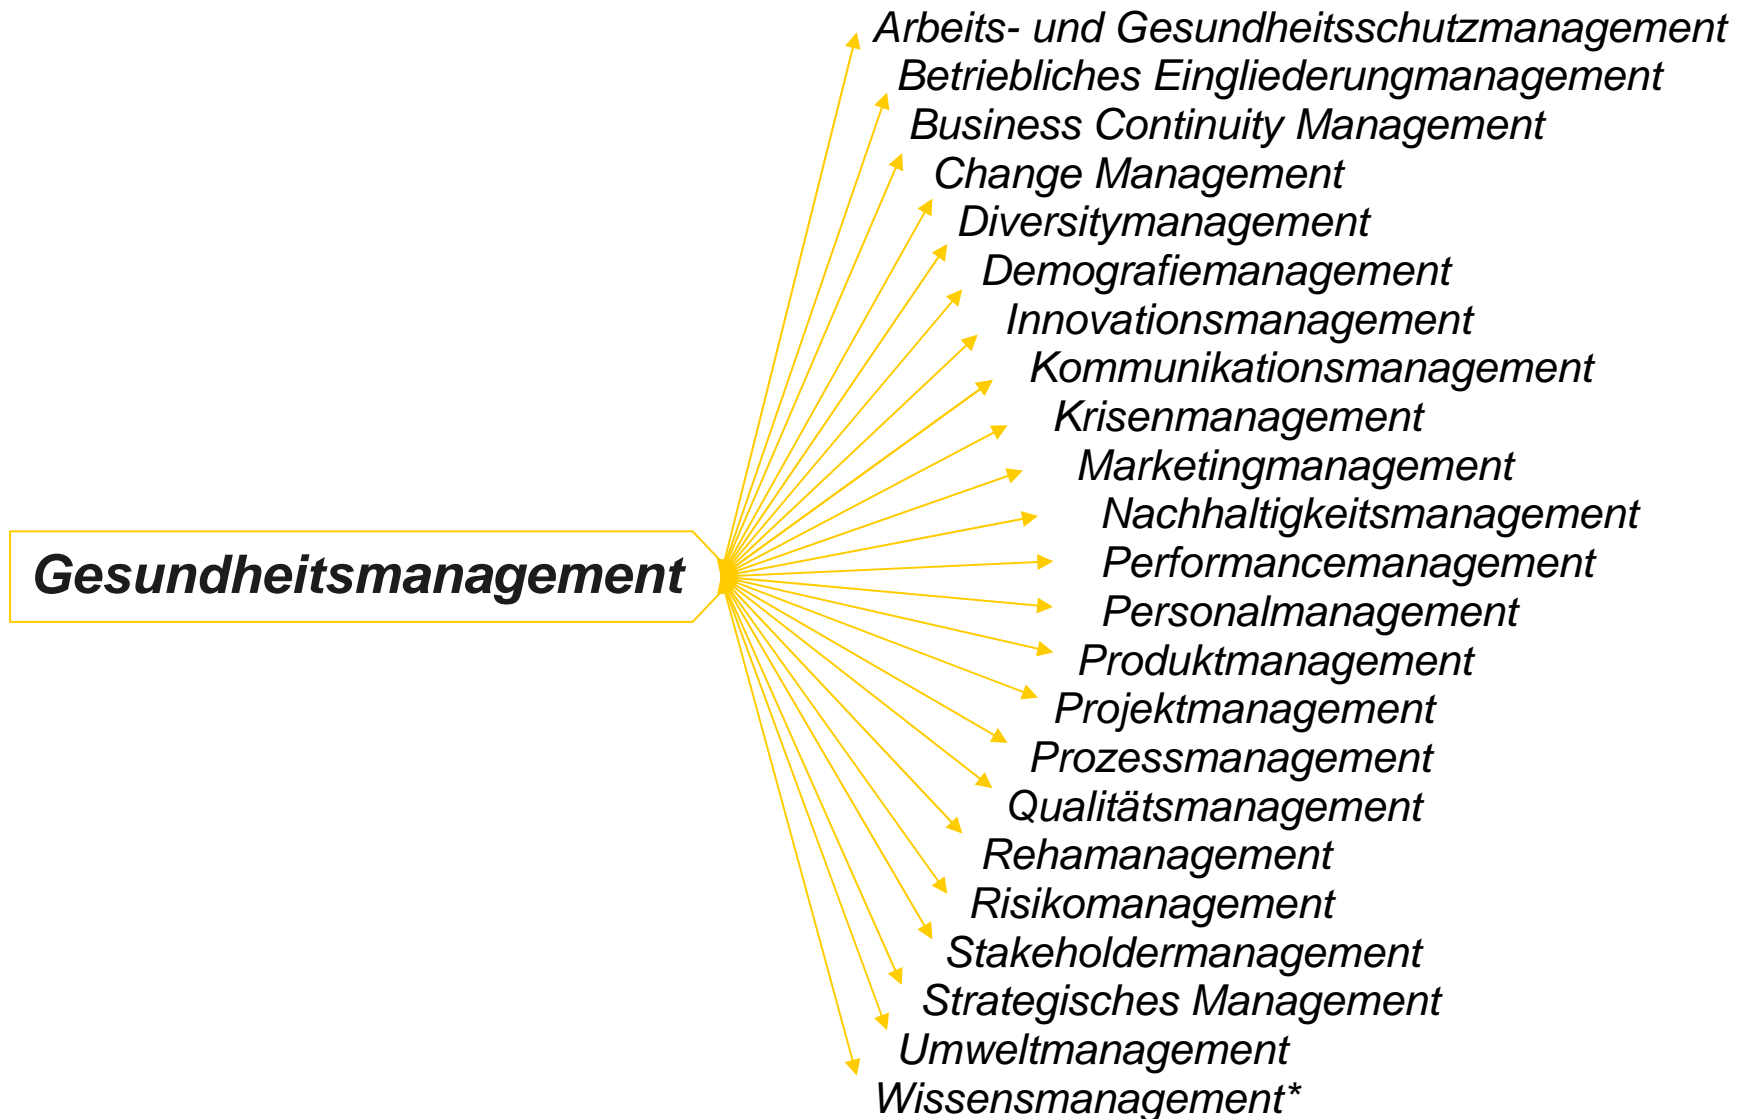 Arbeits- und Gesundheitsschutzmanagement
Betriebliches Eingliederungmanagement
Business Continuity Management
Change Management
Diversitymanagement
Demografiemanagement
Innovationsmanagement
Kommunikationsmanagement
Krisenmanagement
Marketingmanagement
Nachhaltigkeitsmanagement
Gesundheitsmanagement
Performancemanagement
Personalmanagement
Produktmanagement
Projektmanagement
Prozessmanagement
Qualitätsmanagement
Rehamanagement
Risikomanagement
Stakeholdermanagement
Strategisches Management
Umweltmanagement
Wissensmanagement*